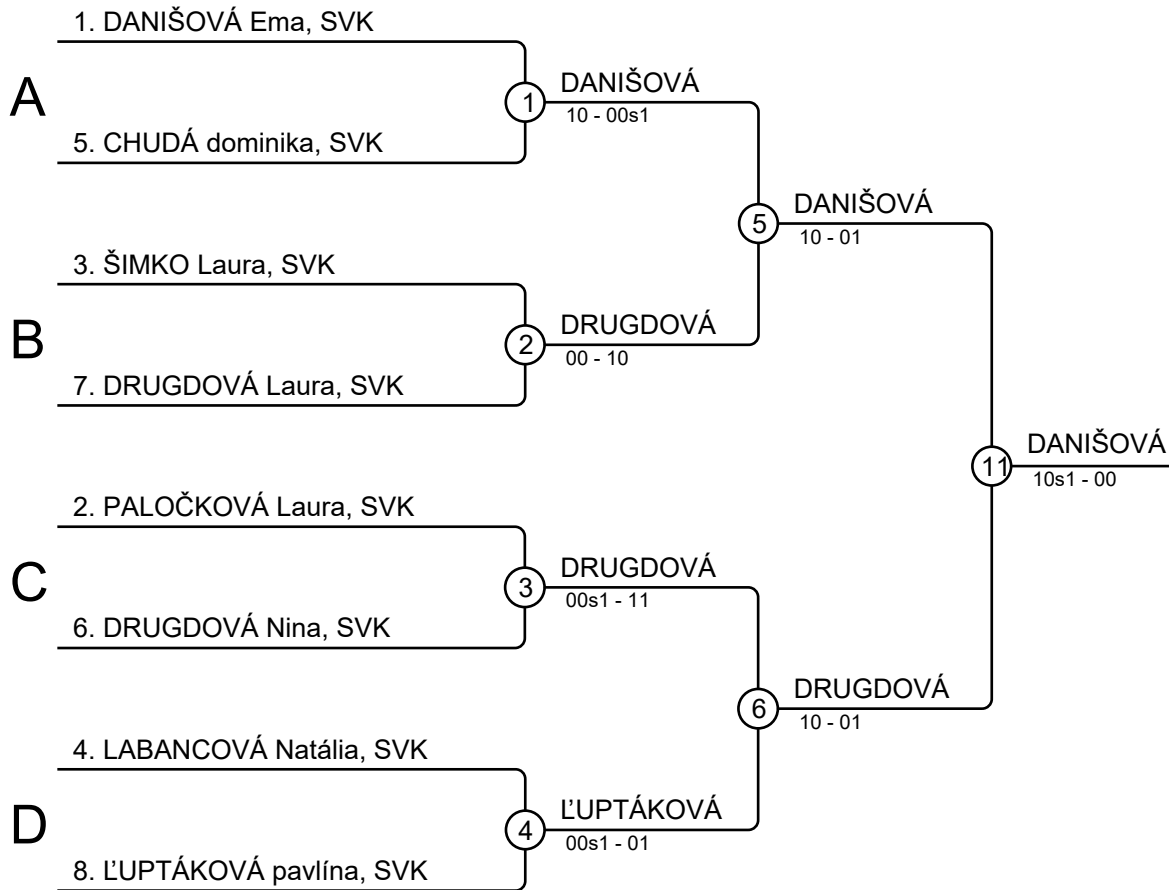 1. DANIŠOVÁ Ema, SVK
A
1
DANIŠOVÁ
10 - 00s1
5. CHUDÁ dominika, SVK
5
DANIŠOVÁ
10 - 01
3. ŠIMKO Laura, SVK
B
2
DRUGDOVÁ
00 - 10
7. DRUGDOVÁ Laura, SVK
11
DANIŠOVÁ
10s1 - 00
2. PALOČKOVÁ Laura, SVK
C
3
DRUGDOVÁ
00s1 - 11
6. DRUGDOVÁ Nina, SVK
6
DRUGDOVÁ
10 - 01
4. LABANCOVÁ Natália, SVK
D
4
ĽUPTÁKOVÁ
00s1 - 01
8. ĽUPTÁKOVÁ pavlína, SVK